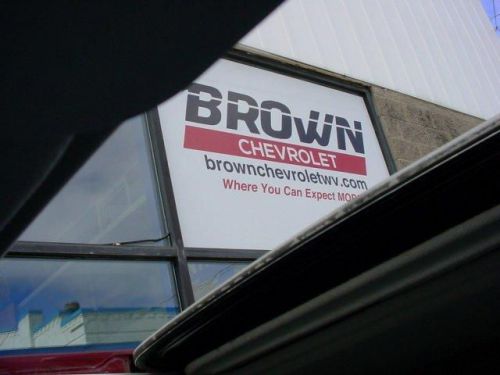 BROWN
CHEVROLET
brownchevroletwv.com
Where You Can Expect